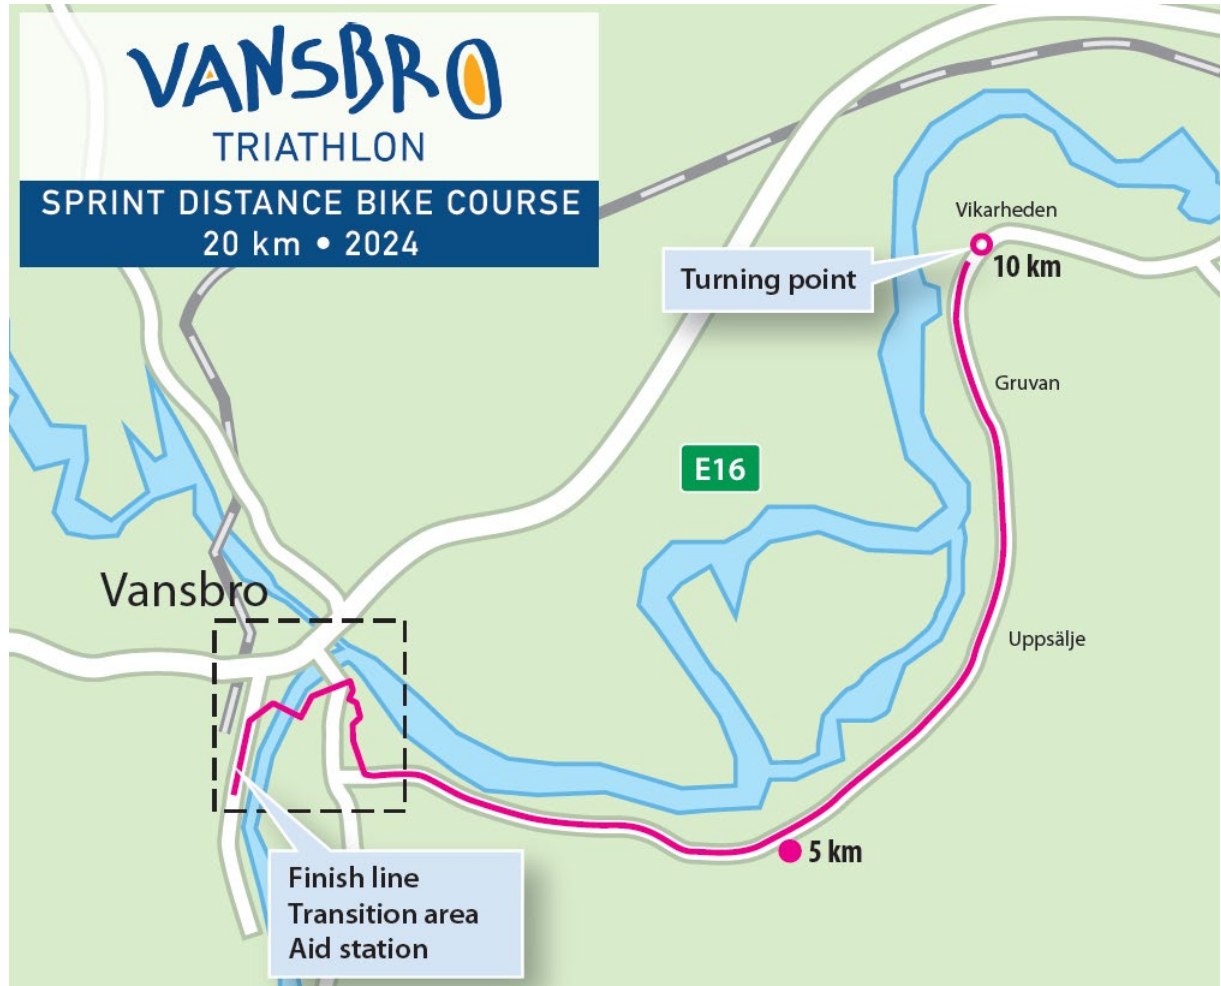 VANSBRO
TRIATHLON
SPRINT DISTANCE BIKE COURSE
20 km • 2024
Vikarheden
Turning point
10 km
Gruvan
E16
Vansbro
Uppsälje
5 km
Finish line
Transition area
Aid station